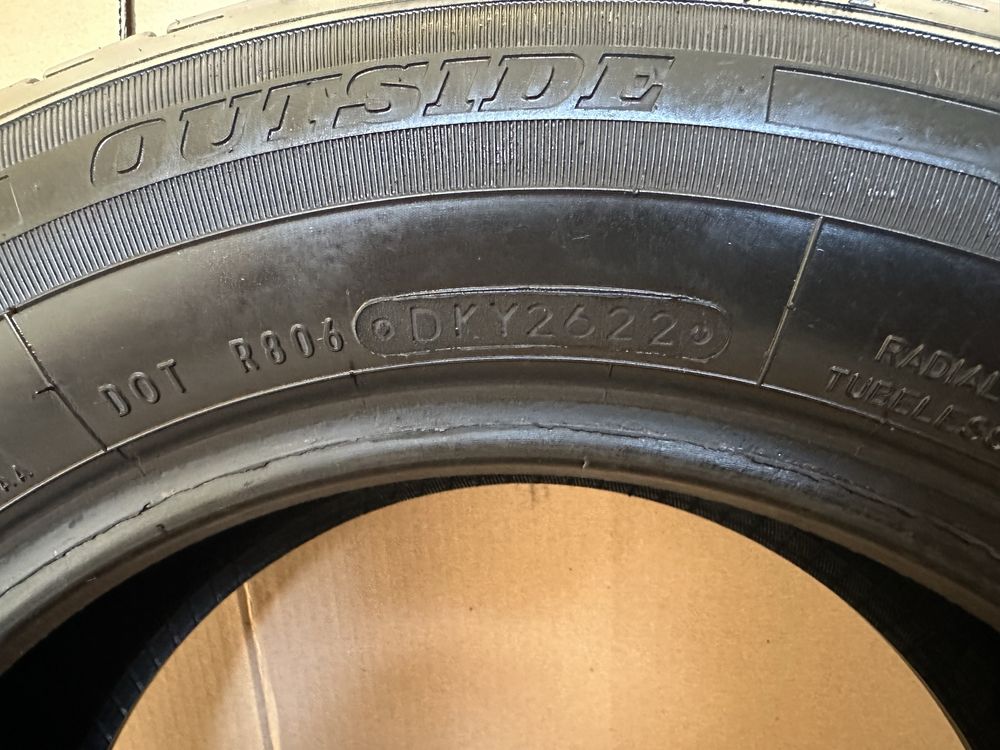 OUTSIDE
DOT R806 DKY2622
RADIAL
TUBELESS